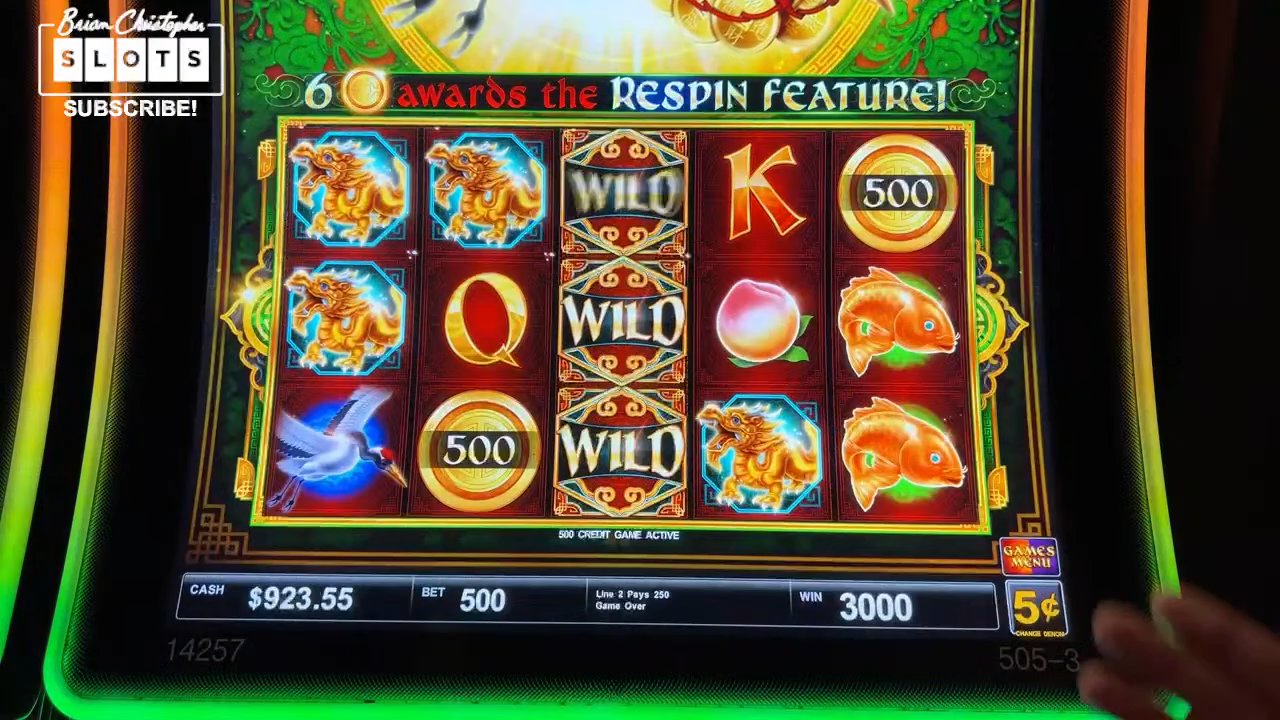 Brian Christopher
SLOTS
SUBSCRIBE!
6 awards the RESPIN FEATURE!
WILD K 500
Q WILD
500 WILD
500 CREDIT GAME ACTIVE
GAMES
MENU
CASH $923.55 BET 500 Line 2 Pays 250
Game Over
WIN 3000
5¢
CHANGE DENOM
14257 505-3